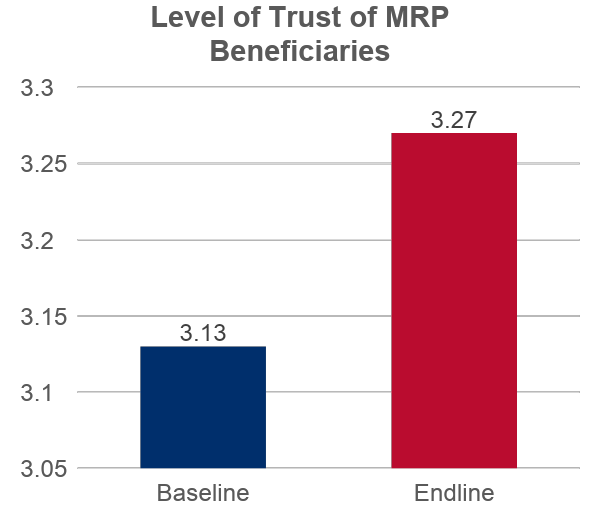 Level of Trust of MRP
Beneficiaries
3.3
3.25
3.2
3.15
3.1
3.05
3.13
3.27
Baseline
Endline